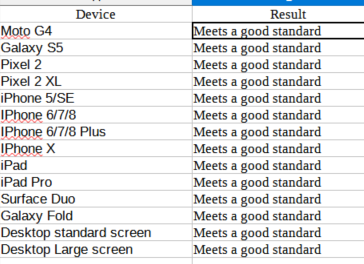 Device Result
Moto G4 Meets a good standard
Galaxy S5 Meets a good standard
Pixel 2 Meets a good standard
Pixel 2 XL Meets a good standard
iPhone 5/SE Meets a good standard
IPhone 6/7/8 Meets a good standard
IPhone 6/7/8 Plus Meets a good standard
IPhone X Meets a good standard
iPad Meets a good standard
iPad Pro Meets a good standard
Surface Duo Meets a good standard
Galaxy Fold Meets a good standard
Desktop standard screen Meets a good standard
Desktop Large screen Meets a good standard